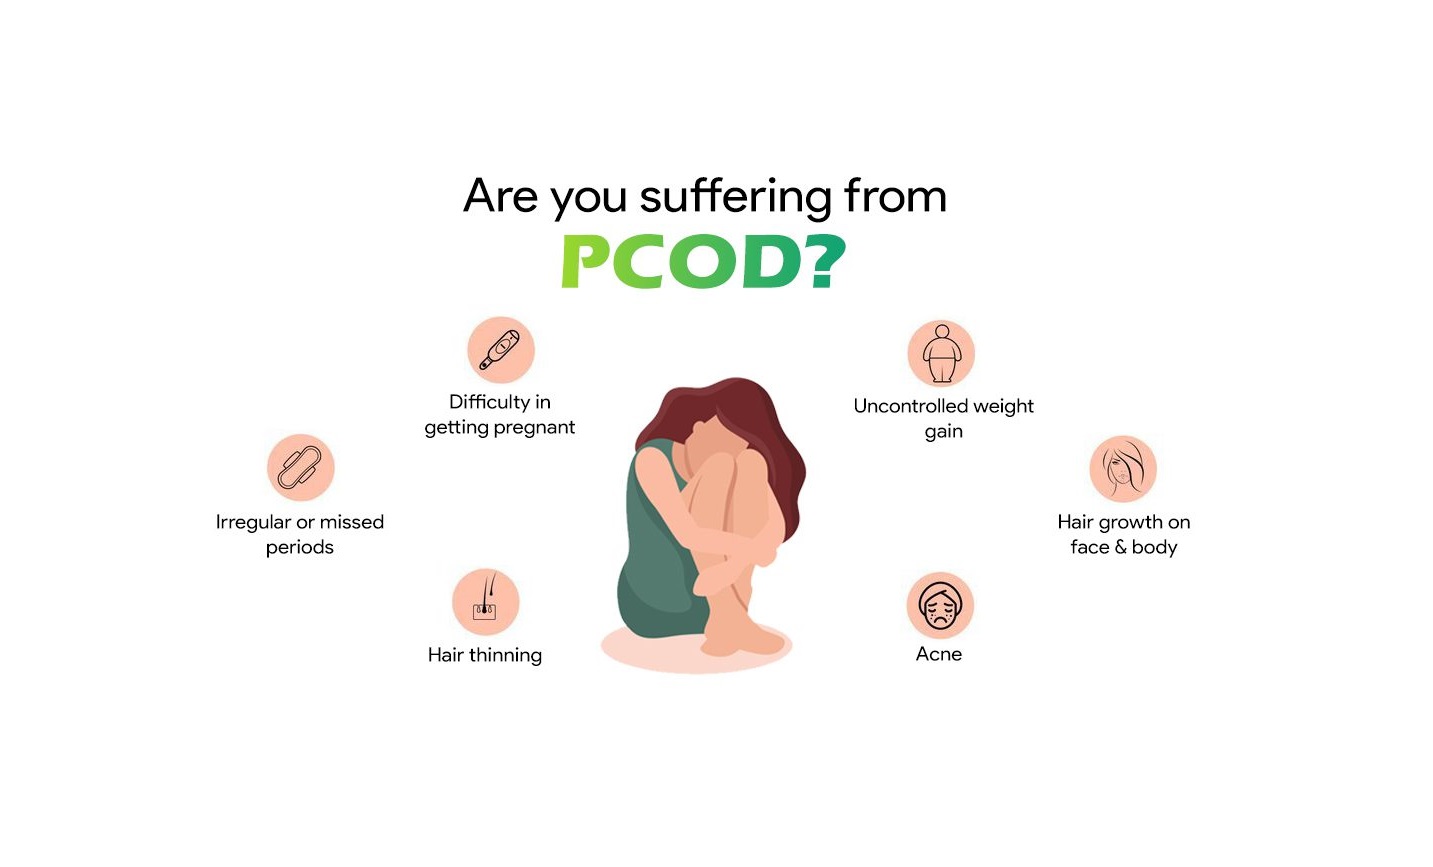 Are you suffering from
PCOD?
Difficulty in
getting pregnant
Uncontrolled weight
gain
Irregular or missed
periods
Hair growth on
face & body
Hair thinning
Acne